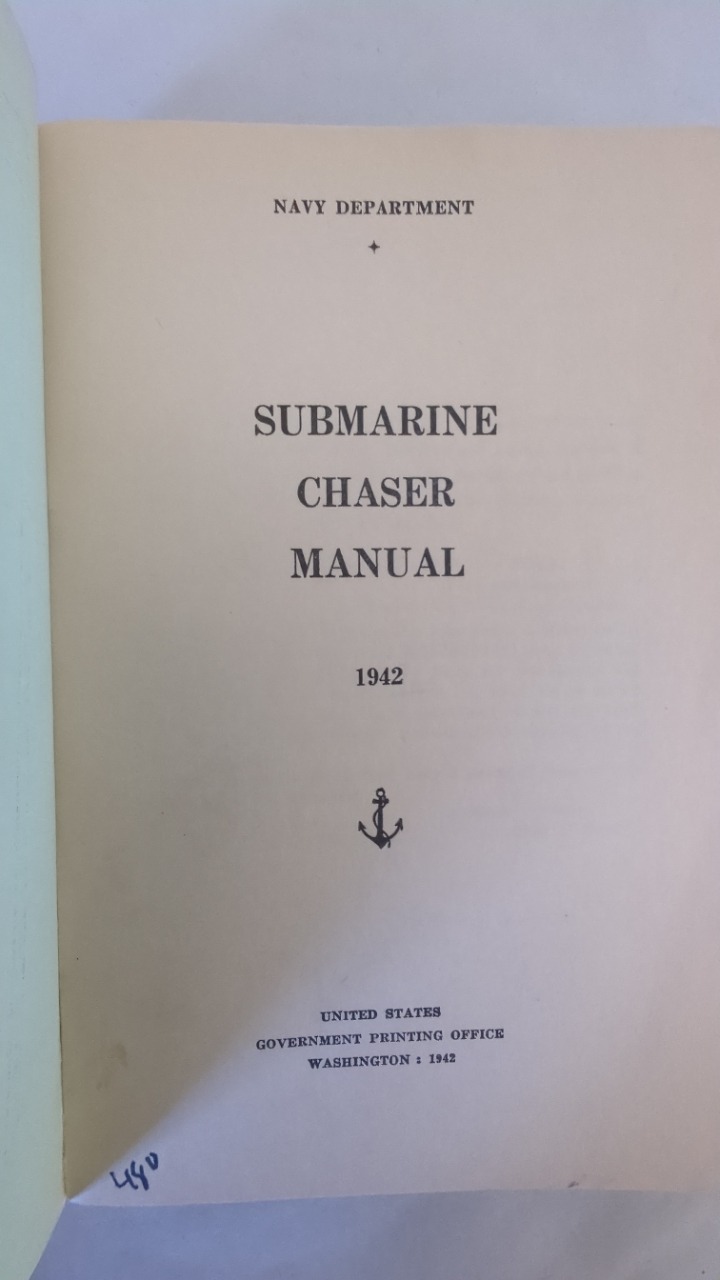 NAVY DEPARTMENT
SUBMARINE
CHASER
MANUAL
1942
UNITED STATES
GOVERNMENT PRINTING OFFICE
WASHINGTON : 1942